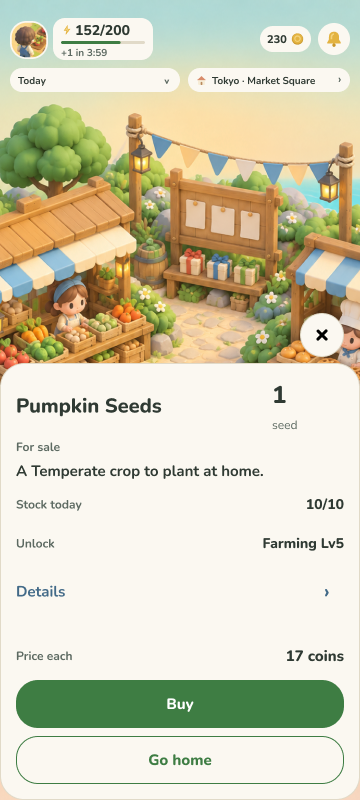 152/200
+1 in 3:59
230
Today
Tokyo · Market Square
Pumpkin Seeds
1
seed
For sale
A Temperate crop to plant at home.
Stock today
10/10
Unlock
Farming Lv5
Details
Price each
17 coins
Buy
Go home